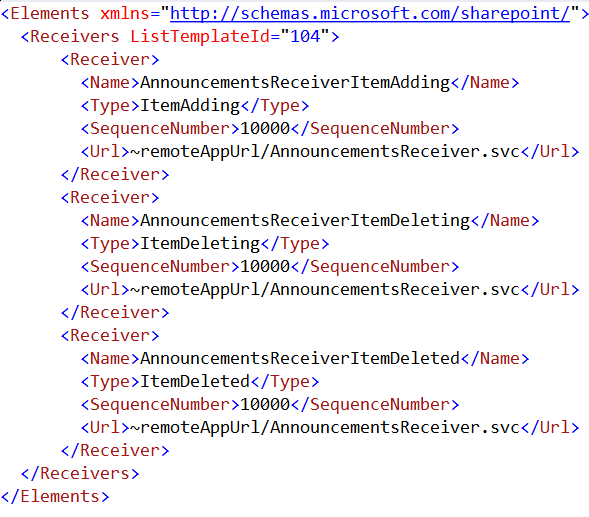 <Elements xmlns="http://schemas.microsoft.com/sharepoint/">
<Receivers ListTemplateId="104">
<Receiver>
<Name>AnnouncementsReceiverItemAdding</Name>
<Type>ItemAdding</Type>
<SequenceNumber>10000</SequenceNumber>
<Url>~remoteAppUrl/AnnouncementsReceiver.svc</Url>
</Receiver>
<Receiver>
<Name>AnnouncementsReceiverItemDeleting</Name>
<Type>ItemDeleting</Type>
<SequenceNumber>10000</SequenceNumber>
<Url>~remoteAppUrl/AnnouncementsReceiver.svc</Url>
</Receiver>
<Receiver>
<Name>AnnouncementsReceiverItemDeleted</Name>
<Type>ItemDeleted</Type>
<SequenceNumber>10000</SequenceNumber>
<Url>~remoteAppUrl/AnnouncementsReceiver.svc</Url>
</Receiver>
</Receivers>
</Elements>